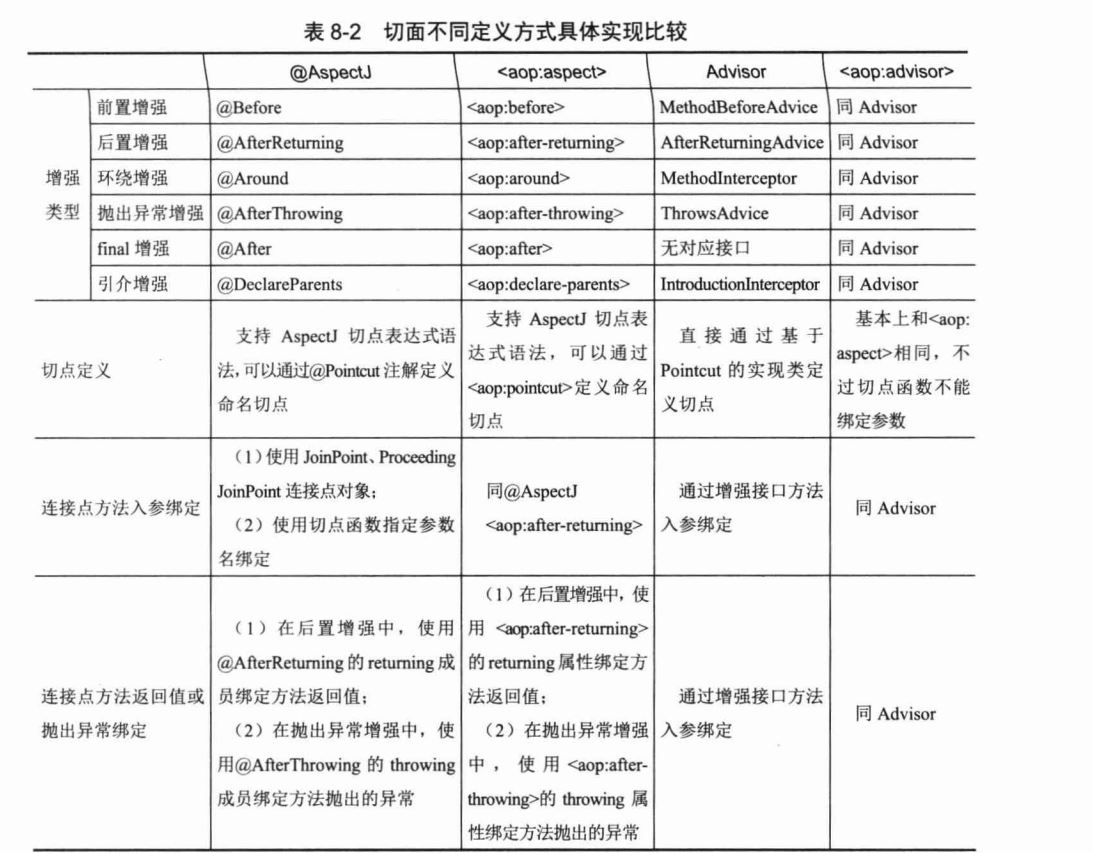 表 8-2 切面不同定义方式具体实现比较
@AspectJ <aop:aspect> Advisor <aop:advisor>
增强类型
前置增强 @Before <aop:before> MethodBeforeAdvice 同 Advisor
后置增强 @AfterReturning <aop:after-returning> AfterReturningAdvice 同 Advisor
环绕增强 @Around <aop:around> MethodInterceptor 同 Advisor
抛出异常增强 @AfterThrowing <aop:after-throwing> ThrowsAdvice 同 Advisor
final 增强 @After <aop:after> 无对应接口 同 Advisor
引介增强 @DeclareParents <aop:declare-parents> IntroductionInterceptor 同 Advisor
切点定义
支持 AspectJ 切点表达式语
法,可以通过@Pointcut 注解定义
命名切点
支持 AspectJ 切点表
达式语法，可以通过
<aop:pointcut>定义命名
切点
直接通过基于
Pointcut 的实现类定
义切点
基本上和<aop:
aspect>相同，不
过切点函数不能
绑定参数
连接点方法入参绑定
（1）使用 JoinPoint、Proceeding
JoinPoint 连接点对象；
（2）使用切点函数指定参数
名绑定
同@AspectJ
<aop:after-returning>
通过增强接口方法
入参绑定
同 Advisor
连接点方法返回值或
抛出异常绑定
（1）在后置增强中，使用
@AfterReturning 的 returning 成
员绑定方法返回值；
（2）在抛出异常增强中，使
用@AfterThrowing 的 throwing
成员绑定方法抛出的异常
（1）在后置增强中，使
用 <aop:after-returning>
的 returning 属性绑定方
法返回值；
（2）在抛出异常增强
中，使用<aop:after-
throwing>的 throwing 属
性绑定方法抛出的异常
通过增强接口方法
入参绑定
同 Advisor